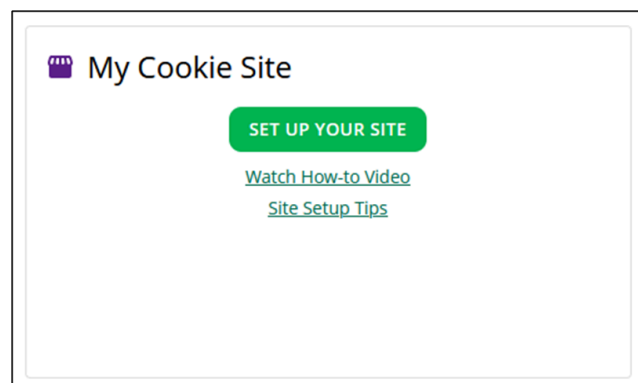 My Cookie Site
SET UP YOUR SITE
Watch How-to Video
Site Setup Tips